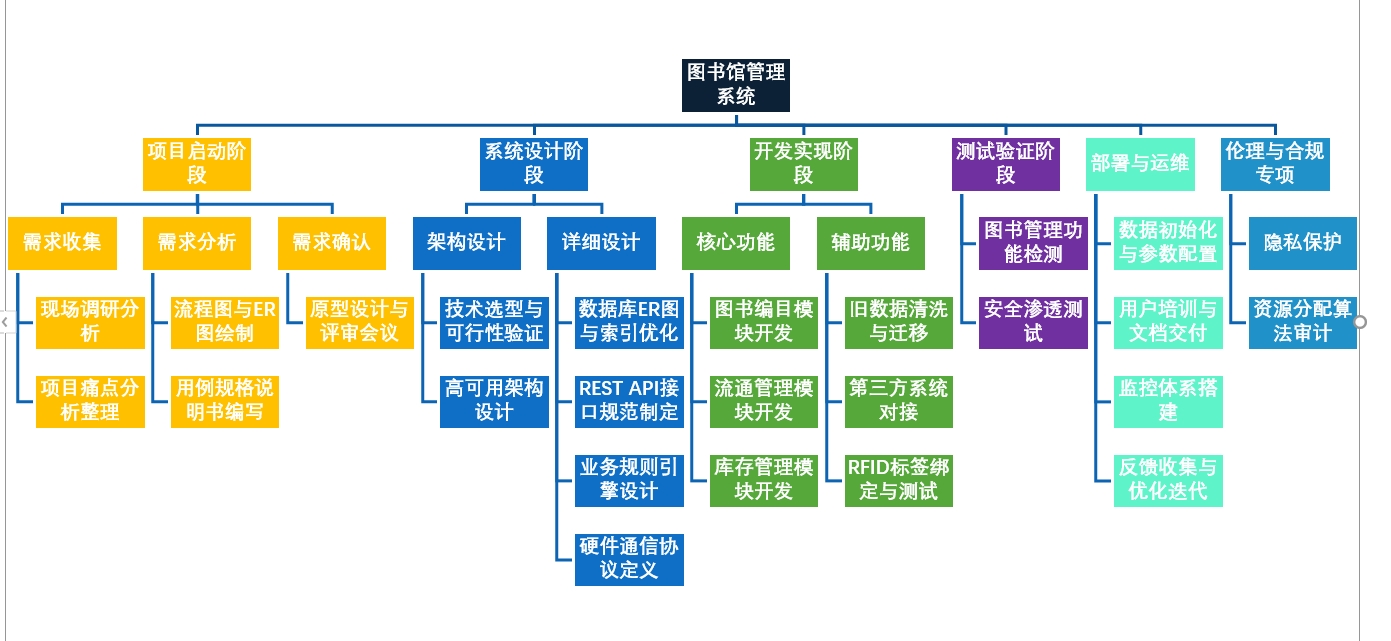 图书馆管理
系统
项目启动阶
段
系统设计阶
段
开发实现阶
段
测试验证阶
段
部署与运维
伦理与合规
专项
需求收集
需求分析
需求确认
架构设计
详细设计
核心功能
辅助功能
图书管理功
能检测
数据初始化
与参数配置
隐私保护
现场调研分
析
流程图与ER
图绘制
原型设计与
评审会议
技术选型与
可行性验证
数据库ER图
与索引优化
图书编目模
块开发
旧数据清洗
与迁移
安全渗透测
试
用户培训与
文档交付
资源分配算
法审计
项目痛点分
析整理
用例规格说
明书编写
高可用架构
设计
REST API接
口规范制定
流通管理模
块开发
第三方系统
对接
监控体系搭
建
业务规则引
擎设计
库存管理模
块开发
RFID标签绑
定与测试
反馈收集与
优化迭代
硬件通信协
议定义